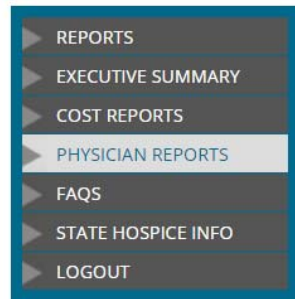 REPORTS
EXECUTIVE SUMMARY
COST REPORTS
PHYSICIAN REPORTS
FAQS
STATE HOSPICE INFO
LOGOUT